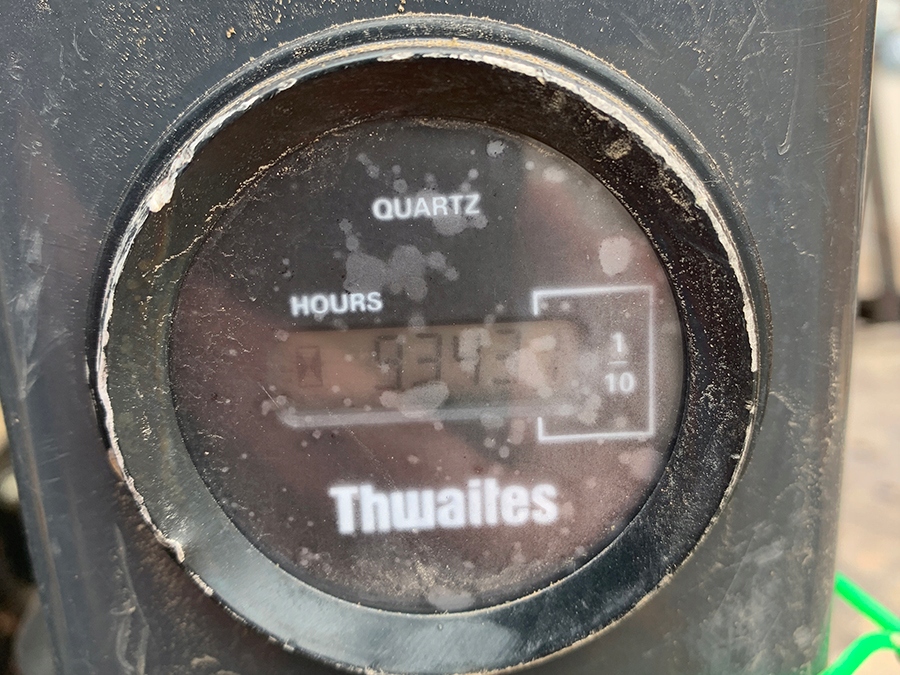 QUARTZ
HOURS
1
10
Thwaites